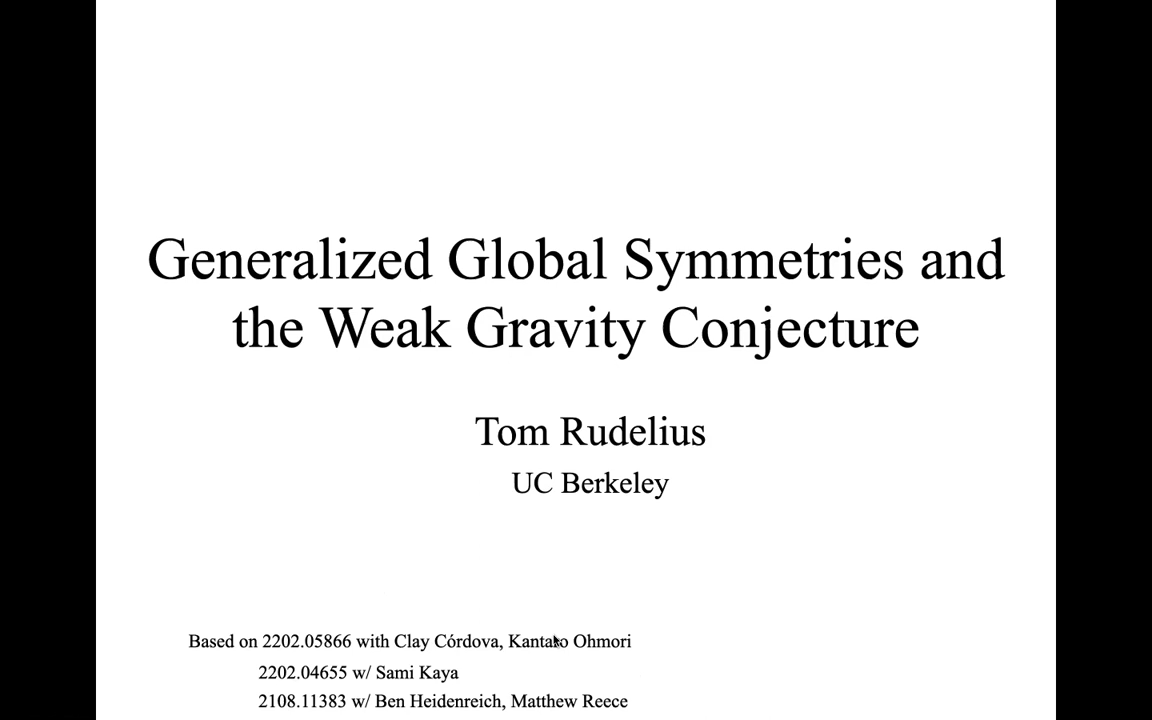 Generalized Global Symmetries and
the Weak Gravity Conjecture
Tom Rudelius
UC Berkeley
Based on 2202.05866 with Clay Córdova, Kantaro Ohmori
2202.04655 w/ Sami Kaya
2108.11383 w/ Ben Heidenreich, Matthew Reece